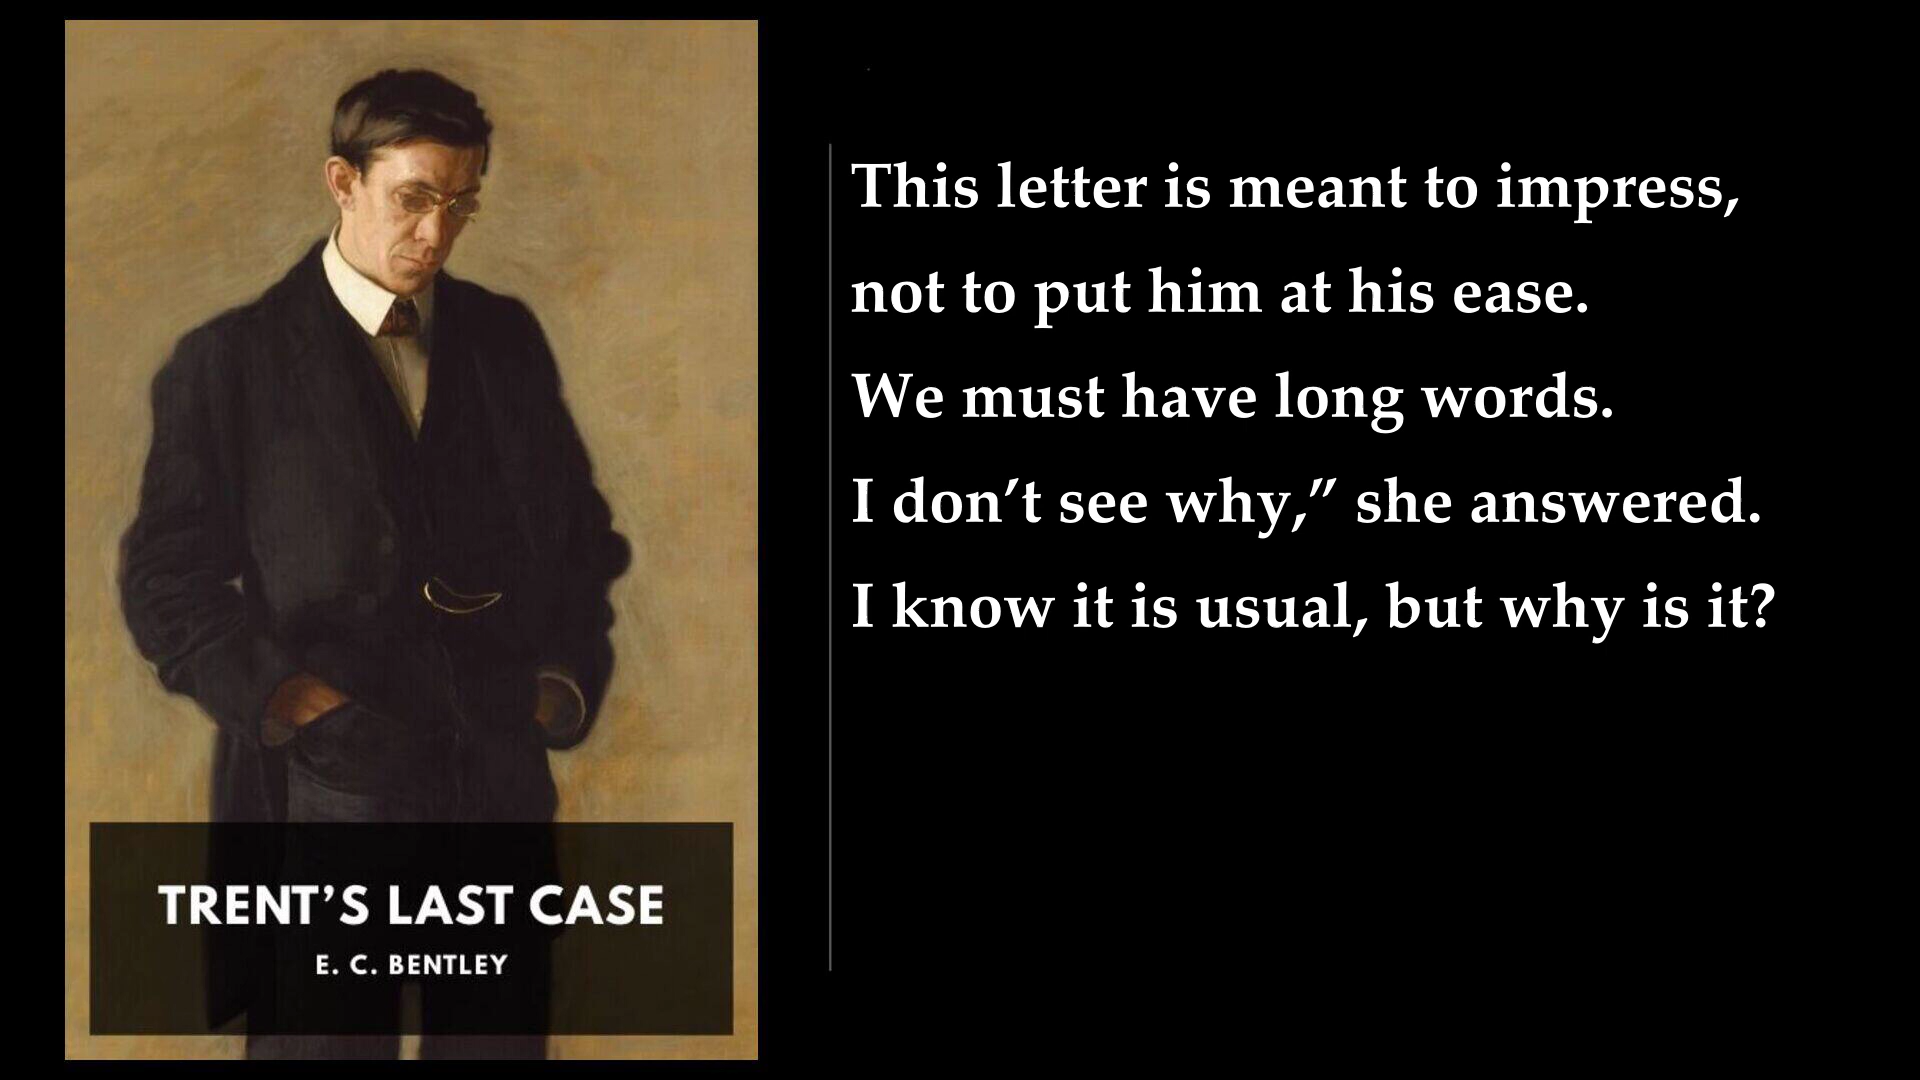 TRENT’S LAST CASE
E. C. BENTLEY
This letter is meant to impress,
not to put him at his ease.
We must have long words.
I don’t see why,” she answered.
I know it is usual, but why is it?